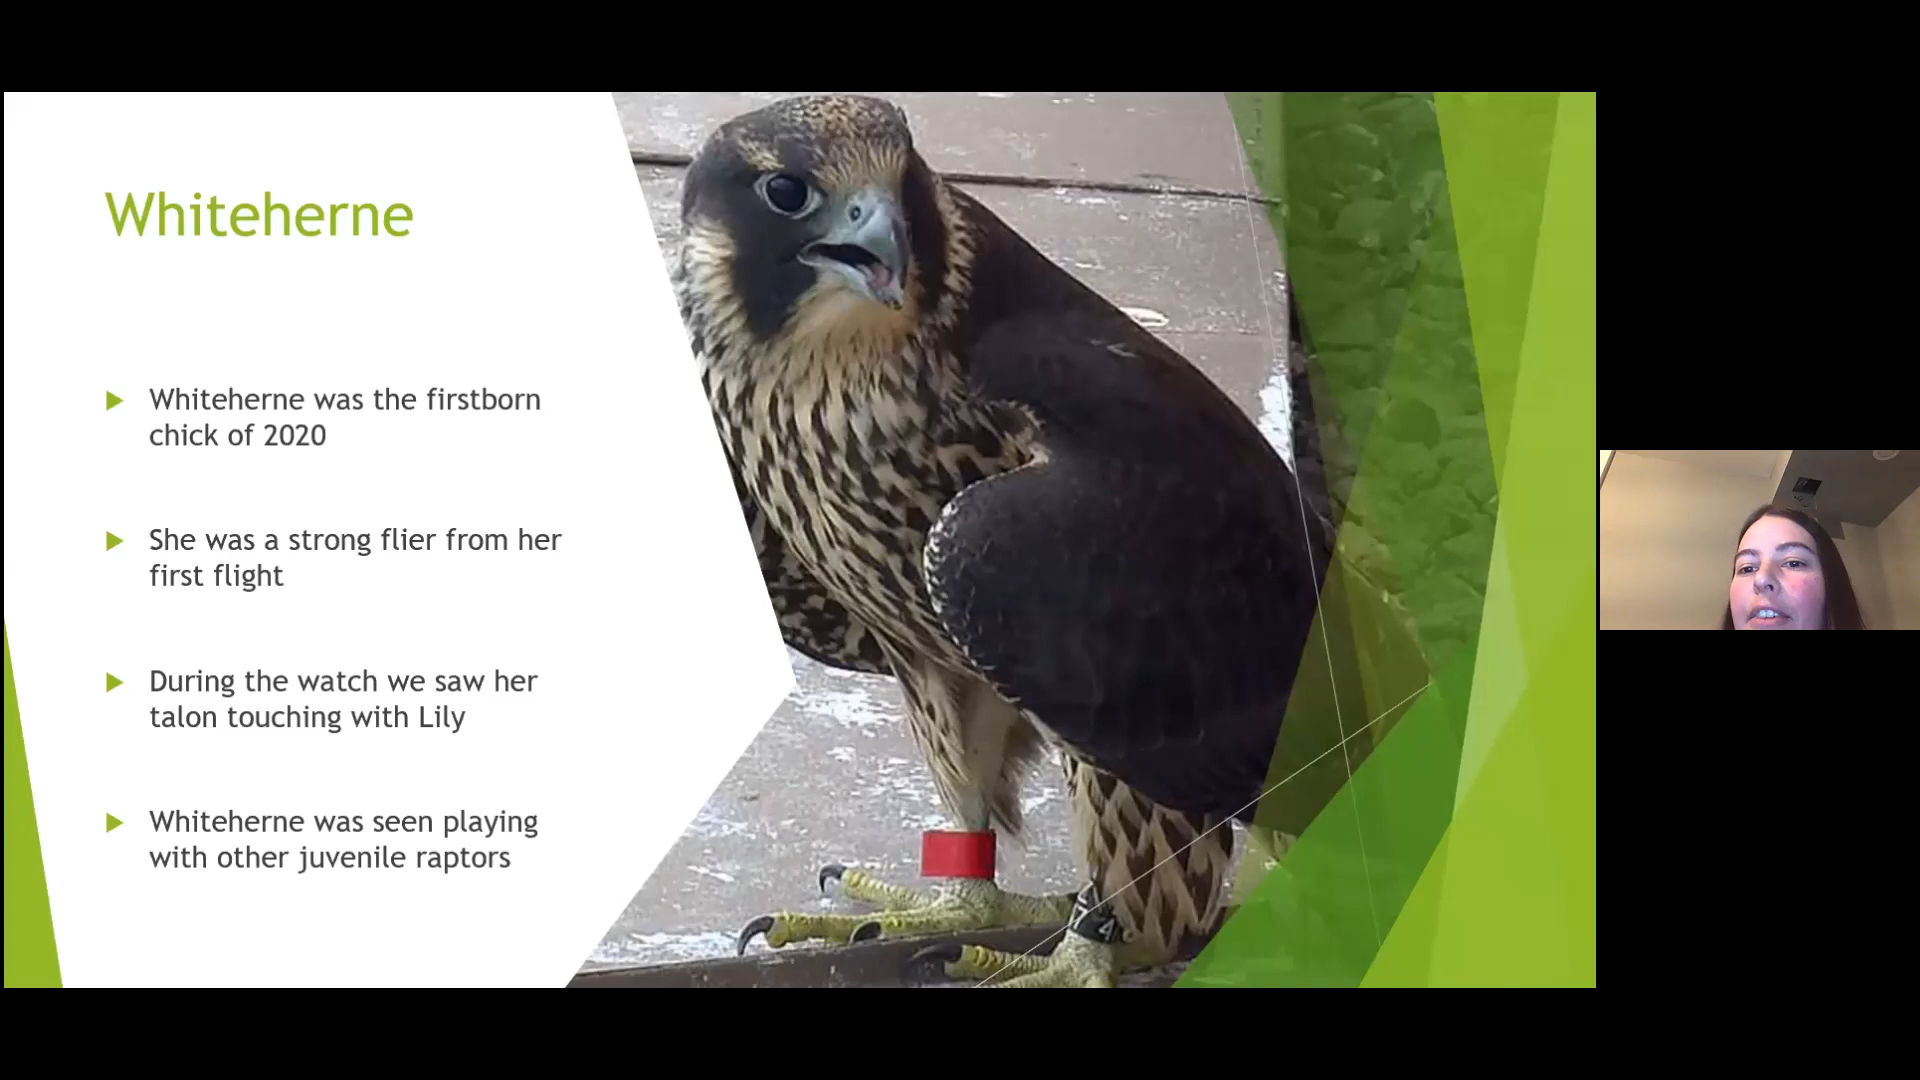 Whiteherne
Whiteherne was the firstborn
chick of 2020
She was a strong flier from her
first flight
During the watch we saw her
talon touching with Lily
Whiteherne was seen playing
with other juvenile raptors